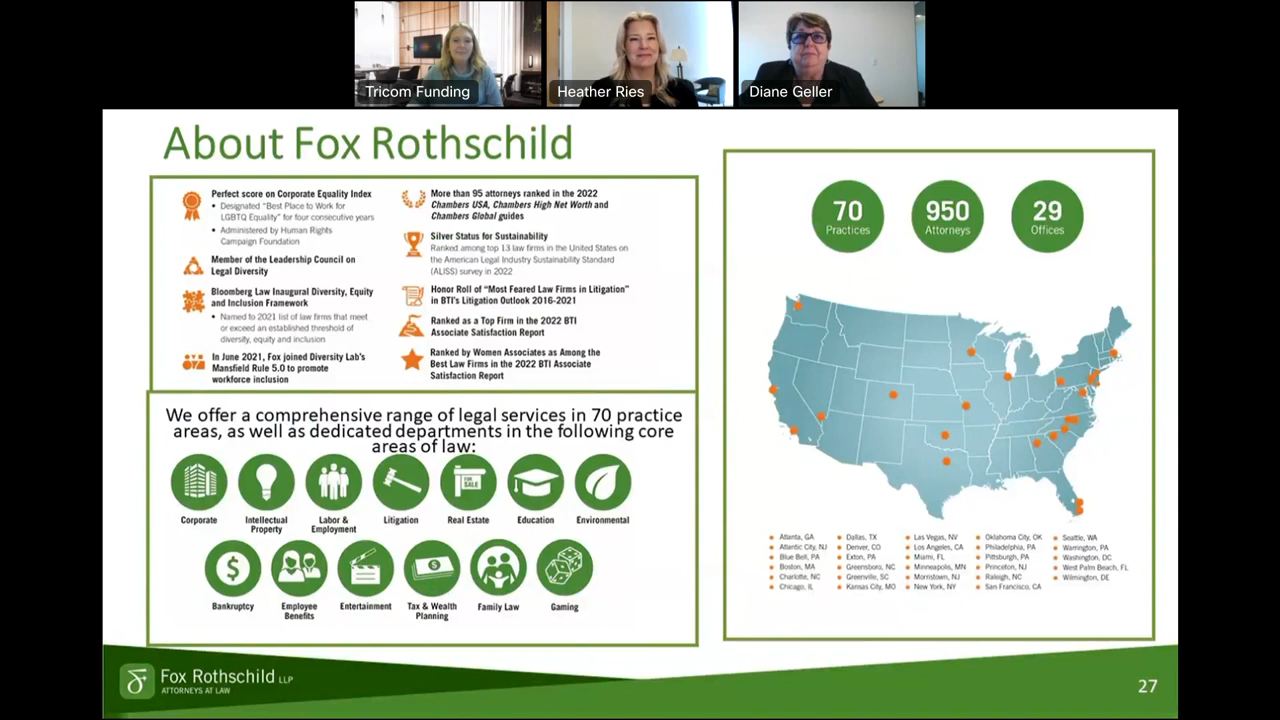 Tricom Funding
Heather Ries
Diane Geller
About Fox Rothschild
Perfect score on Corporate Equality Index
• Designated "Best Place to Work for
LGBTQ Equality" for four consecutive years
• Administered by Human Rights
Campaign Foundation
Member of the Leadership Council on
Legal Diversity
Bloomberg Law Inaugural Diversity, Equity
and Inclusion Framework
• Named to 2021 list of law firms that meet
or exceed an established threshold of
diversity, equity and inclusion
In June 2021, Fox joined Diversity Lab's
Mansfield Rule 5.0 to promote
workforce inclusion
More than 95 attorneys ranked in the 2022
Chambers USA, Chambers High Net Worth and
Chambers Global guides
Silver Status for Sustainability
Ranked among top 13 law firms in the United States on
the American Legal Industry Sustainability Standard
(ALISS) survey in 2022
Honor Roll of "Most Feared Law Firms in Litigation"
in BTI's Litigation Outlook 2016-2021
Ranked as a Top Firm in the 2022 BTI
Associate Satisfaction Report
Ranked by Women Associates as Among the
Best Law Firms in the 2022 BTI Associate
Satisfaction Report
We offer a comprehensive range of legal services in 70 practice
areas, as well as dedicated departments in the following core
areas of law:
Corporate
Intellectual
Property
Labor &
Employment
Litigation
FOR
SALE
Real Estate
Education
Environmental
$
Bankruptcy
Employee
Benefits
Entertainment
$
Tax & Wealth
Planning
Family Law
Gaming
70
Practices
950
Attorneys
29
Offices
Atlanta, GA
Atlantic City, NJ
Blue Bell, PA
Boston, MA
Charlotte, NC
Chicago, IL
Dallas, TX
Denver, CO
Exton, PA
Greensboro, NC
Greenville, SC
Kansas City, MO
Las Vegas, NV
Los Angeles, CA
Miami, FL
Minneapolis, MN
Morristown, NJ
New York, NY
Oklahoma City, OK
Philadelphia, PA
Pittsburgh, PA
Princeton, NJ
Raleigh, NC
San Francisco, CA
Seattle, WA
Warrington, PA
Washington, DC
West Palm Beach, FL
Wilmington, DE
Fox Rothschild LLP
ATTORNEYS AT LAW
27